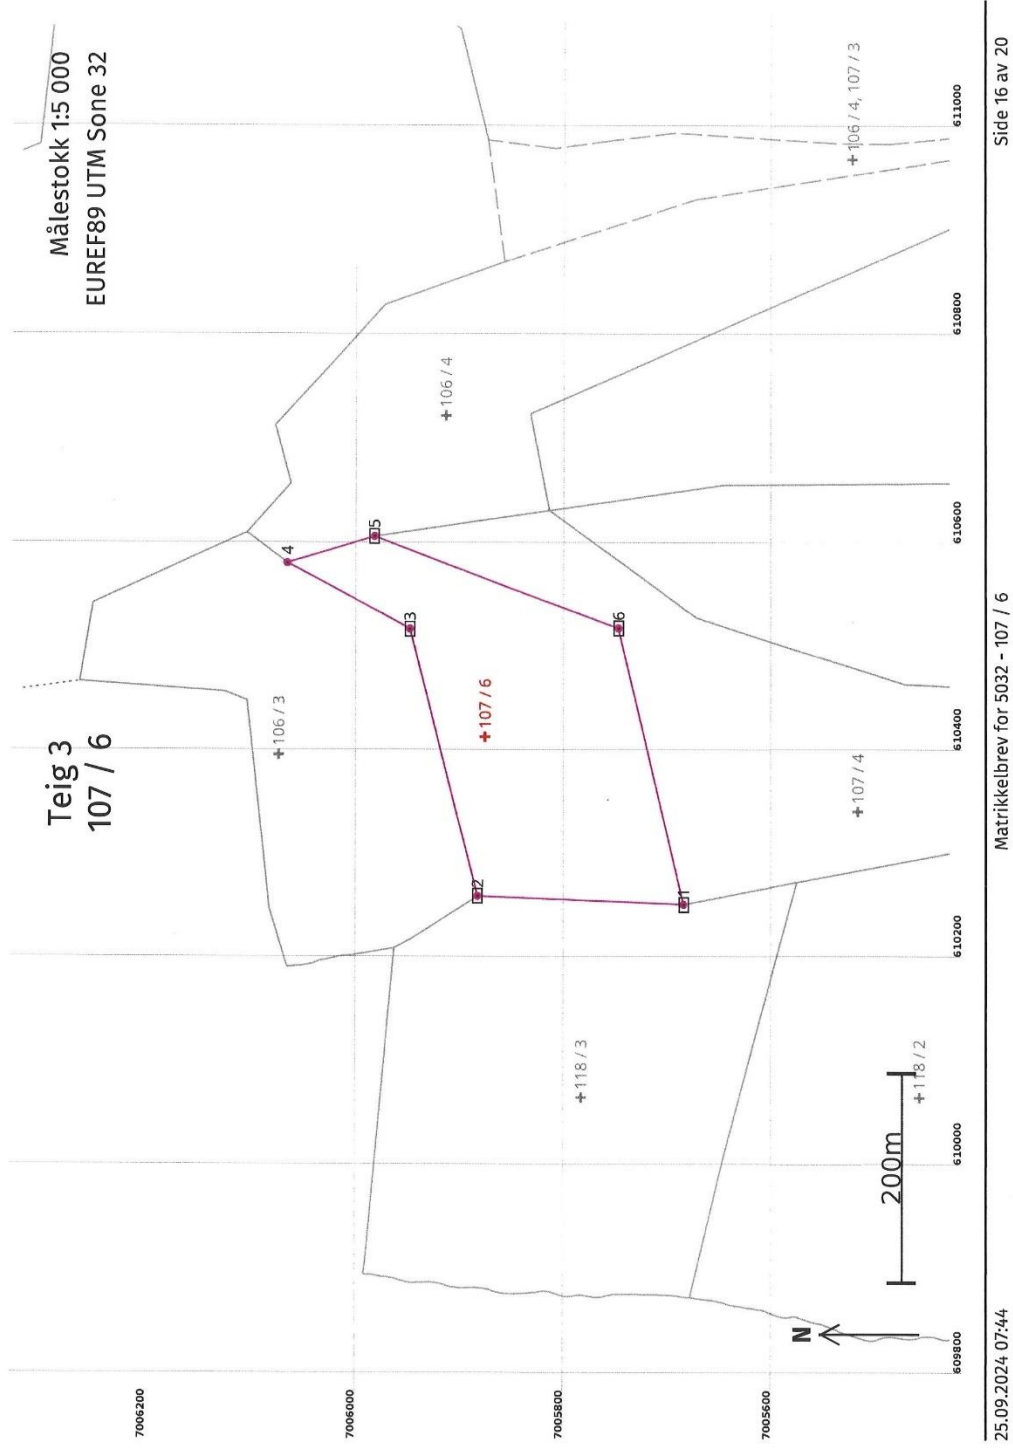 Teig 3
107 / 6
Målestokk 1:5 000
EUREF89 UTM Sone 32
7006200
7006000
7005800
7005600
+106 / 3
+106 / 4
+106 / 4, 107 / 3
+107 / 6
+107 / 4
+118 / 3
+118 / 2
1
2
3
4
5
6
N
200m
609800
610000
610200
610400
610600
610800
611000
25.09.2024 07:44
Matrikkelbrev for 5032 - 107 / 6
Side 16 av 20